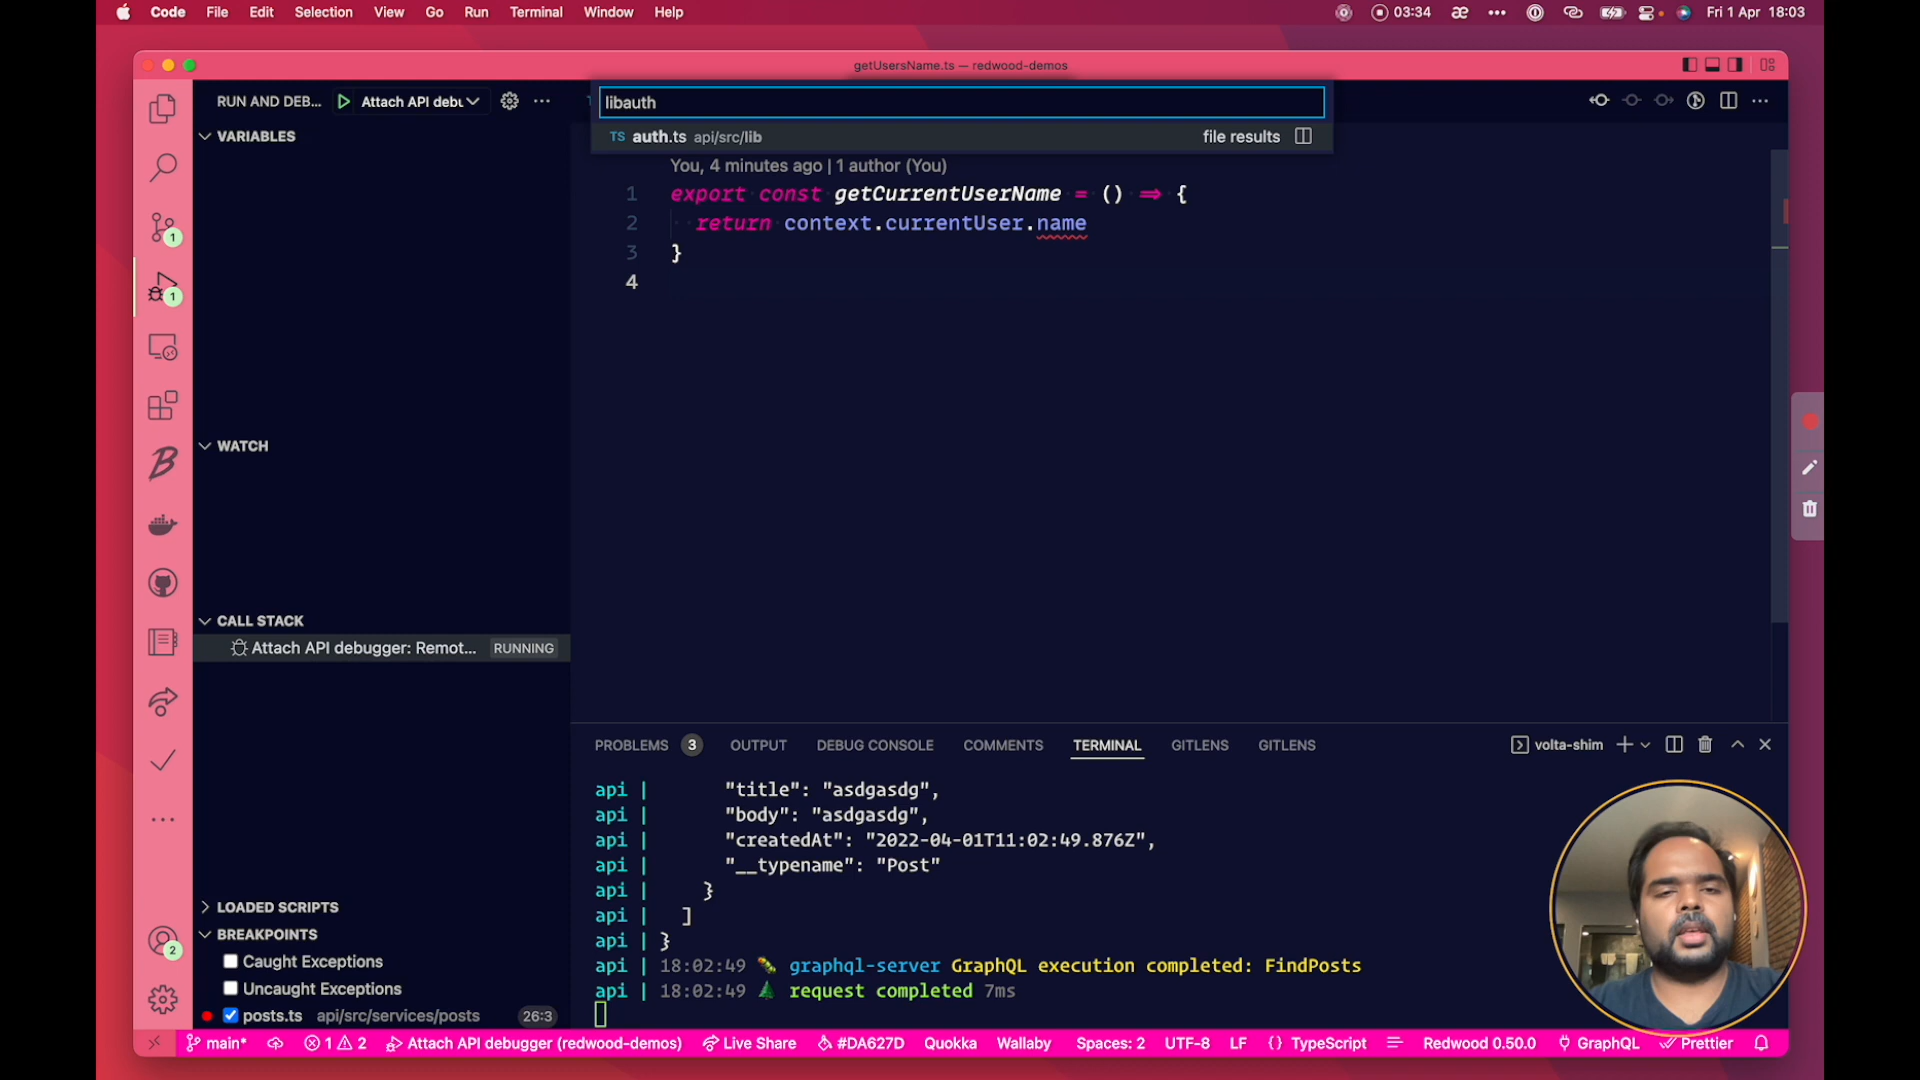 Code File Edit Selection View Go Run Terminal Window Help
03:34 æ Fri 1 Apr 18:03
getUsersName.ts — redwood-demos
RUN AND DEB... Attach API debu
libauth
TS auth.ts api/src/lib file results
VARIABLES
You, 4 minutes ago | 1 author (You)
1 export const getCurrentUserName = () => {
2 return context.currentUser.name
3 }
4
1
1
WATCH
CALL STACK
Attach API debugger: Remot... RUNNING
PROBLEMS 3 OUTPUT DEBUG CONSOLE COMMENTS TERMINAL GITLENS GITLENS volta-shim
api | "title": "asdgasdg",
api | "body": "asdgasdg",
api | "createdAt": "2022-04-01T11:02:49.876Z",
api | "__typename": "Post"
api | }
api | ]
api | }
api | 18:02:49 graphql-server GraphQL execution completed: FindPosts
api | 18:02:49 request completed 7ms
LOADED SCRIPTS
BREAKPOINTS
Caught Exceptions
Uncaught Exceptions
posts.ts api/src/services/posts 26:3
2
main* 1 2 Attach API debugger (redwood-demos) Live Share #DA627D Quokka Wallaby Spaces: 2 UTF-8 LF {} TypeScript Redwood 0.50.0 GraphQL Prettier